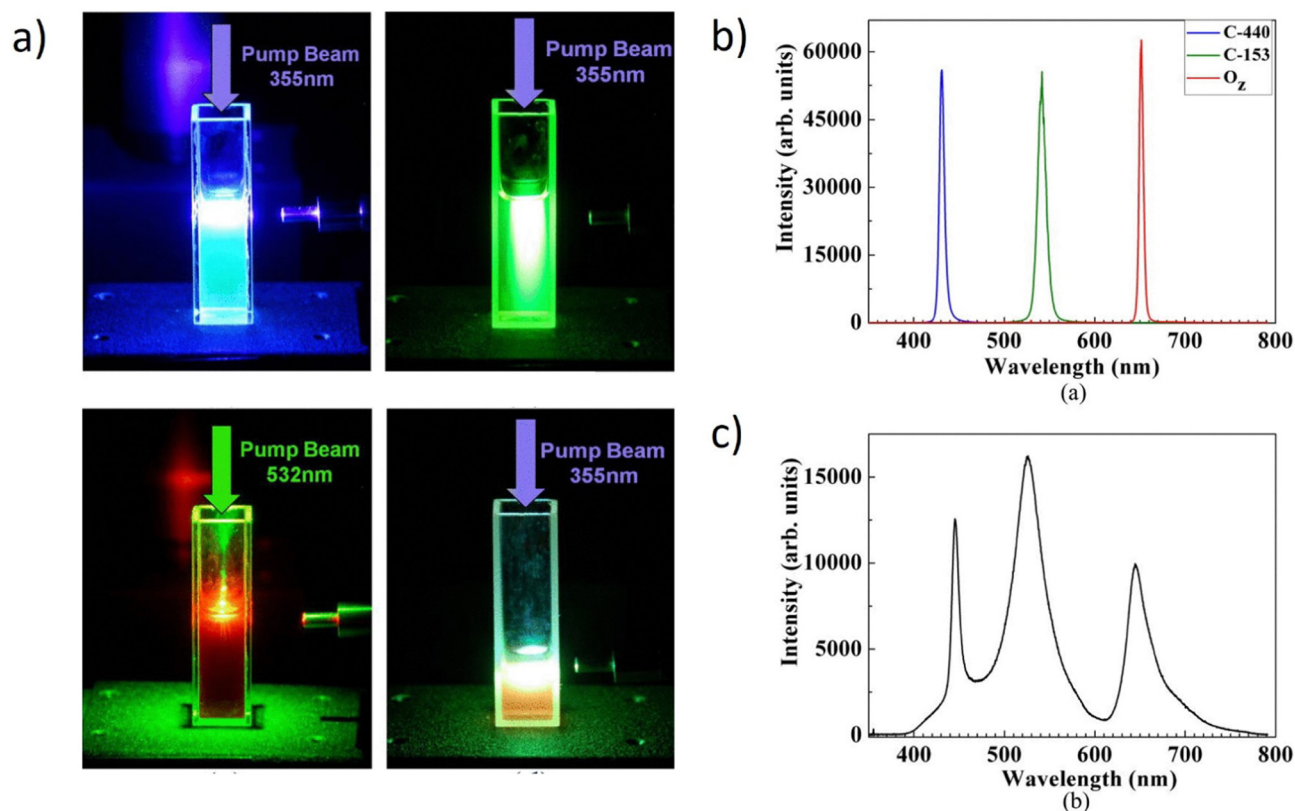 a)
Pump Beam
355nm
Pump Beam
355nm
Pump Beam
532nm
Pump Beam
355nm
b)
C-440
C-153
Oz
Intensity (arb. units)
60000
45000
30000
15000
0
400 500 600 700 800
Wavelength (nm)
(a)
c)
Intensity (arb. units)
15000
10000
5000
0
400 500 600 700 800
Wavelength (nm)
(b)